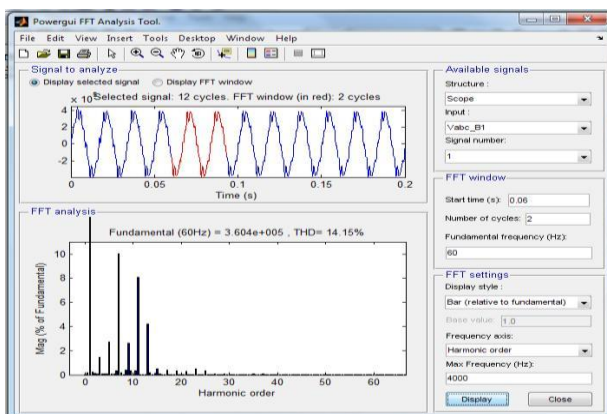 Powergui FFT Analysis Tool.
File Edit View Insert Tools Desktop Window Help
Signal to analyze
Display selected signal Display FFT window
Selected signal: 12 cycles. FFT window (in red): 2 cycles
4
2
0
-2
0 0.05 0.1 0.15 0.2
Time (s)
FFT analysis
Fundamental (60Hz) = 3.604e+005 , THD= 14.15%
Mag (% of Fundamental)
10
8
6
4
2
0
0 10 20 30 40 50 60
Harmonic order
Available signals
Structure :
Scope
Input :
Vabc_B1
Signal number:
1
FFT window
Start time (s): 0.06
Number of cycles: 2
Fundamental frequency (Hz):
60
FFT settings
Display style :
Bar (relative to fundamental)
Base value: 1.0
Frequency axis:
Harmonic order
Max Frequency (Hz):
4000
Display Close